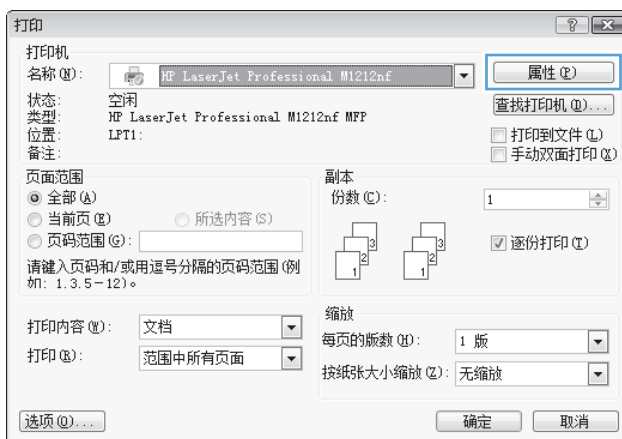 打印
打印机
名称(N): HP LaserJet Professional M1212nf 属性(P)
状态: 空闲 查找打印机(D)...
类型: HP LaserJet Professional M1212nf MFP
位置: LPT1: 打印到文件(L)
备注: 手动双面打印(X)
页面范围 副本
全部(A) 份数(C): 1
当前页(E) 所选内容(S)
页码范围(G): 逐份打印(T)
请键入页码和/或用逗号分隔的页码范围(例
如: 1.3.5-12)。
3 3
2 2
1 1
缩放
打印内容(W): 文档 每页的版数(H): 1 版
打印(R): 范围中所有页面 按纸张大小缩放(Z): 无缩放
选项(O)... 确定 取消